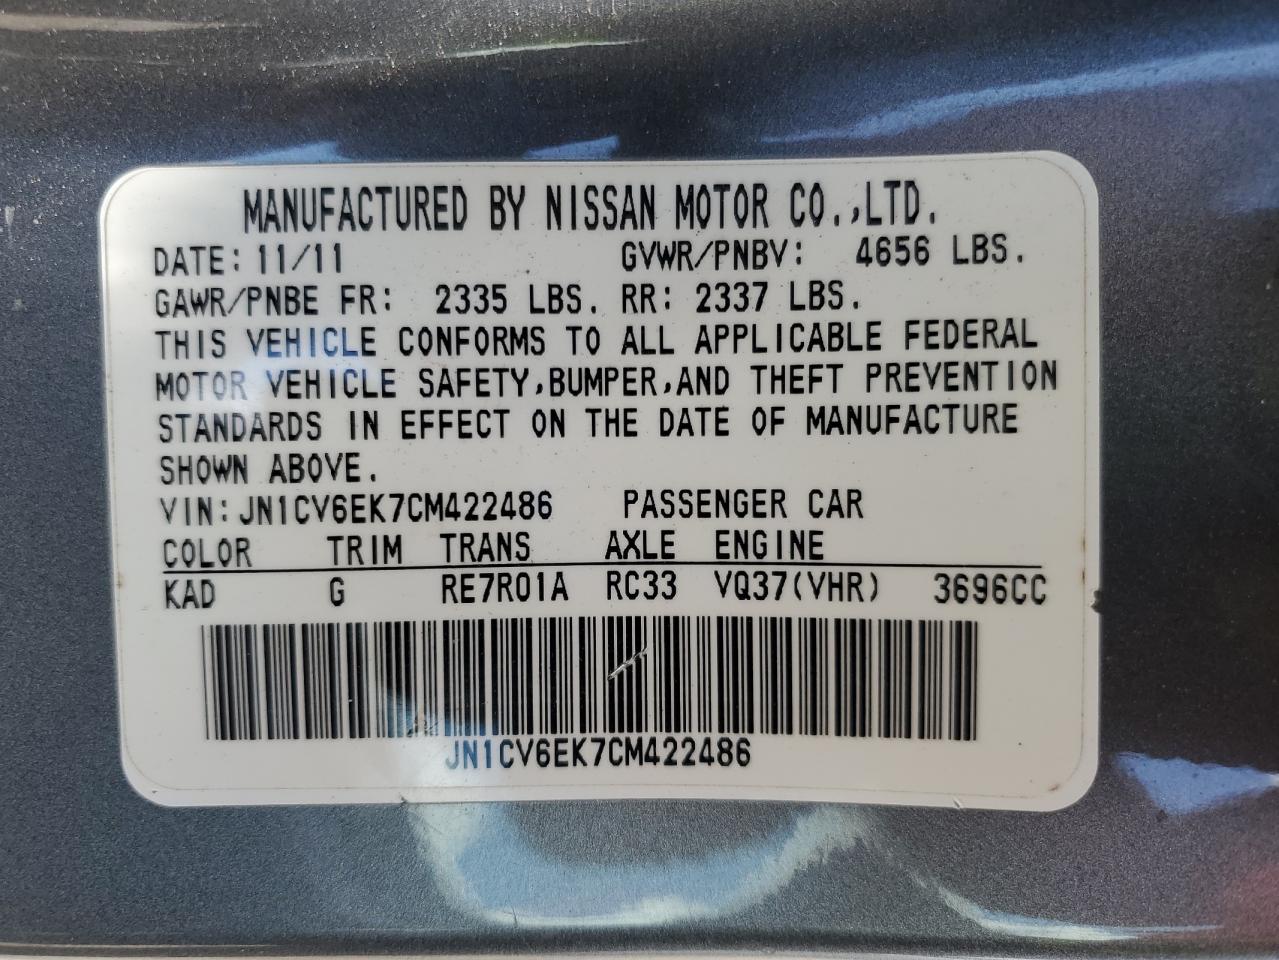 MANUFACTURED BY NISSAN MOTOR CO.,LTD.
DATE: 11/11 GVWR/PNBV: 4656 LBS.
GAWR/PNBE FR: 2335 LBS. RR: 2337 LBS.
THIS VEHICLE CONFORMS TO ALL APPLICABLE FEDERAL
MOTOR VEHICLE SAFETY,BUMPER,AND THEFT PREVENTION
STANDARDS IN EFFECT ON THE DATE OF MANUFACTURE
SHOWN ABOVE.
VIN:JN1CV6EK7CM422486 PASSENGER CAR
COLOR TRIM TRANS AXLE ENGINE
KAD G RE7R01A RC33 VQ37(VHR) 3696CC
JN1CV6EK7CM422486